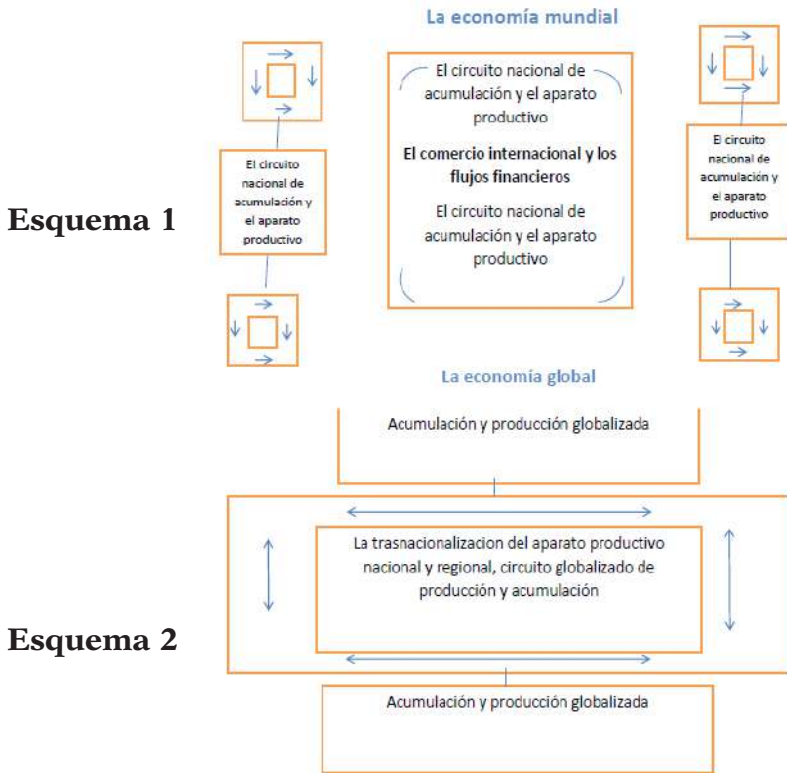 La economía mundial
Esquema 1
El circuito
nacional de
acumulación y
el aparato
productivo
El circuito nacional de
acumulación y el aparato
productivo
El comercio internacional y los
flujos financieros
El circuito nacional de
acumulación y el aparato
productivo
El circuito
nacional de
acumulación
y el aparato
productivo
La economía global
Esquema 2
Acumulación y producción globalizada
La trasnacionalizacion del aparato productivo
nacional y regional, circuito globalizado de
producción y acumulación
Acumulación y producción globalizada